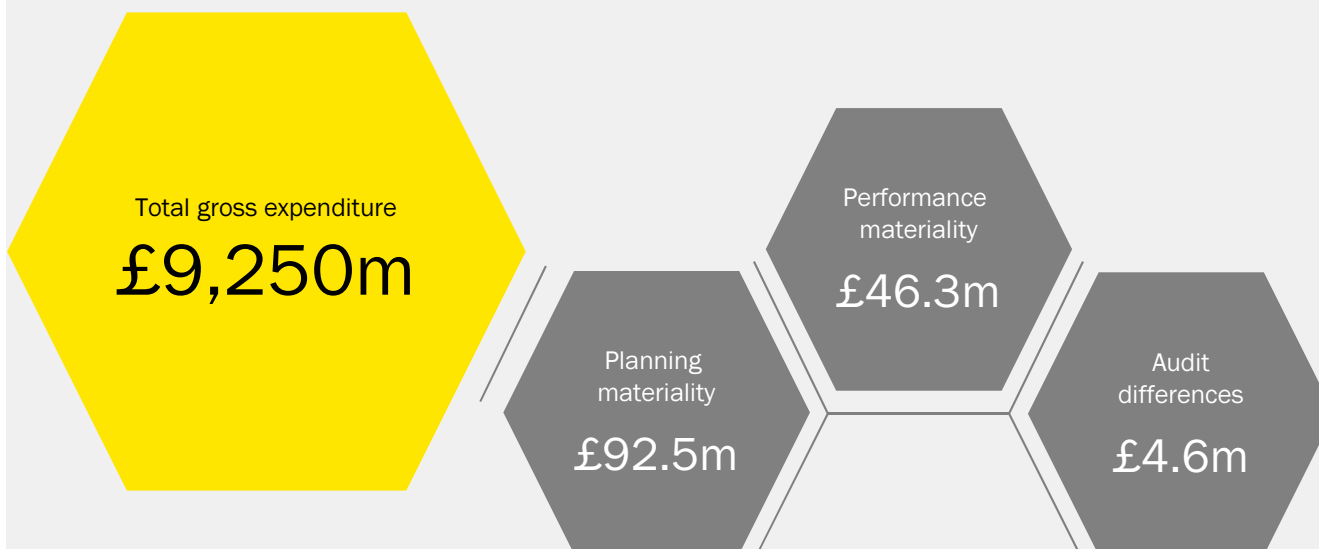 Total gross expenditure
£9,250m
Planning
materiality
£92.5m
Performance
materiality
£46.3m
Audit
differences
£4.6m